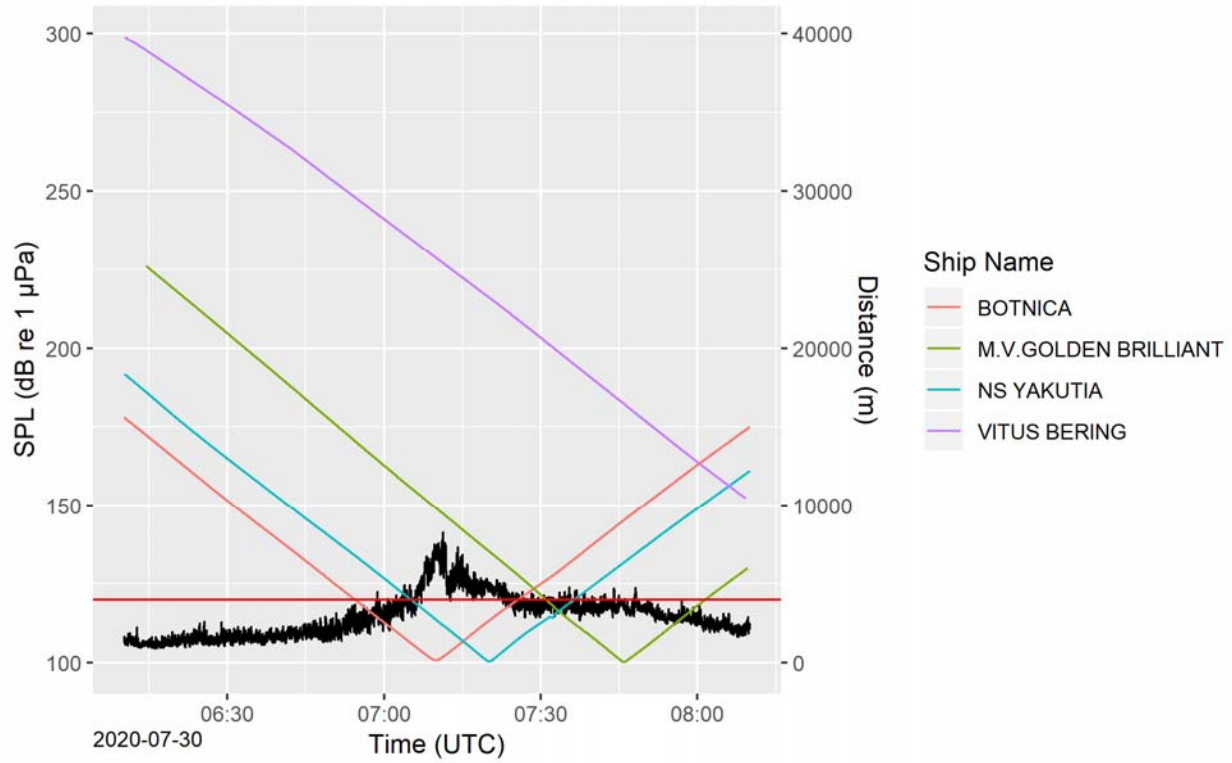 300
250
200
150
100
SPL (dB re 1 µPa)
40000
30000
20000
10000
0
Distance (m)
06:30
07:00
07:30
08:00
2020-07-30
Time (UTC)
Ship Name
BOTNICA
M.V.GOLDEN BRILLIANT
NS YAKUTIA
VITUS BERING